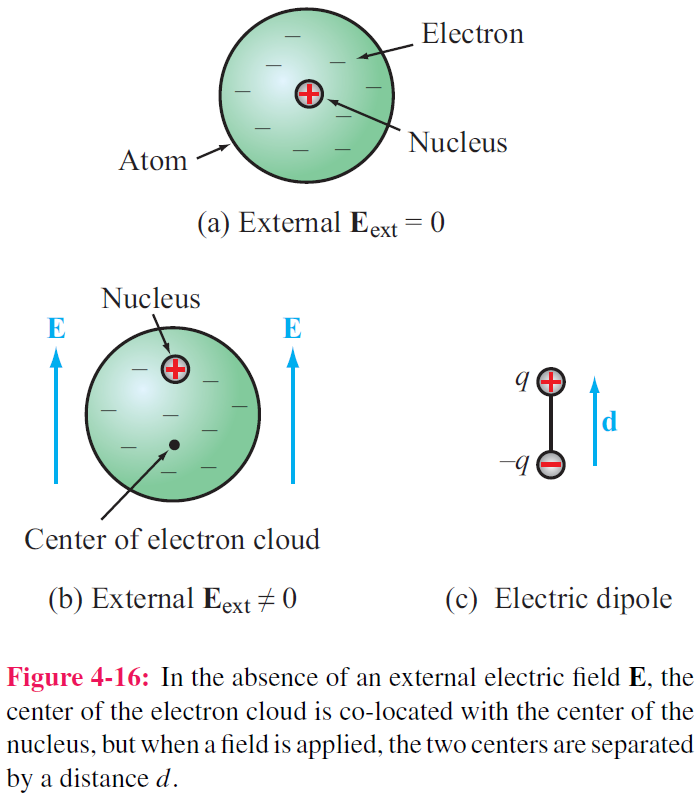 Electron
Nucleus
Atom
(a) External E_ext = 0
Nucleus
E
E
Center of electron cloud
(b) External E_ext ≠ 0
q
d
−q
(c) Electric dipole
Figure 4-16: In the absence of an external electric field E, the
center of the electron cloud is co-located with the center of the
nucleus, but when a field is applied, the two centers are separated
by a distance d.